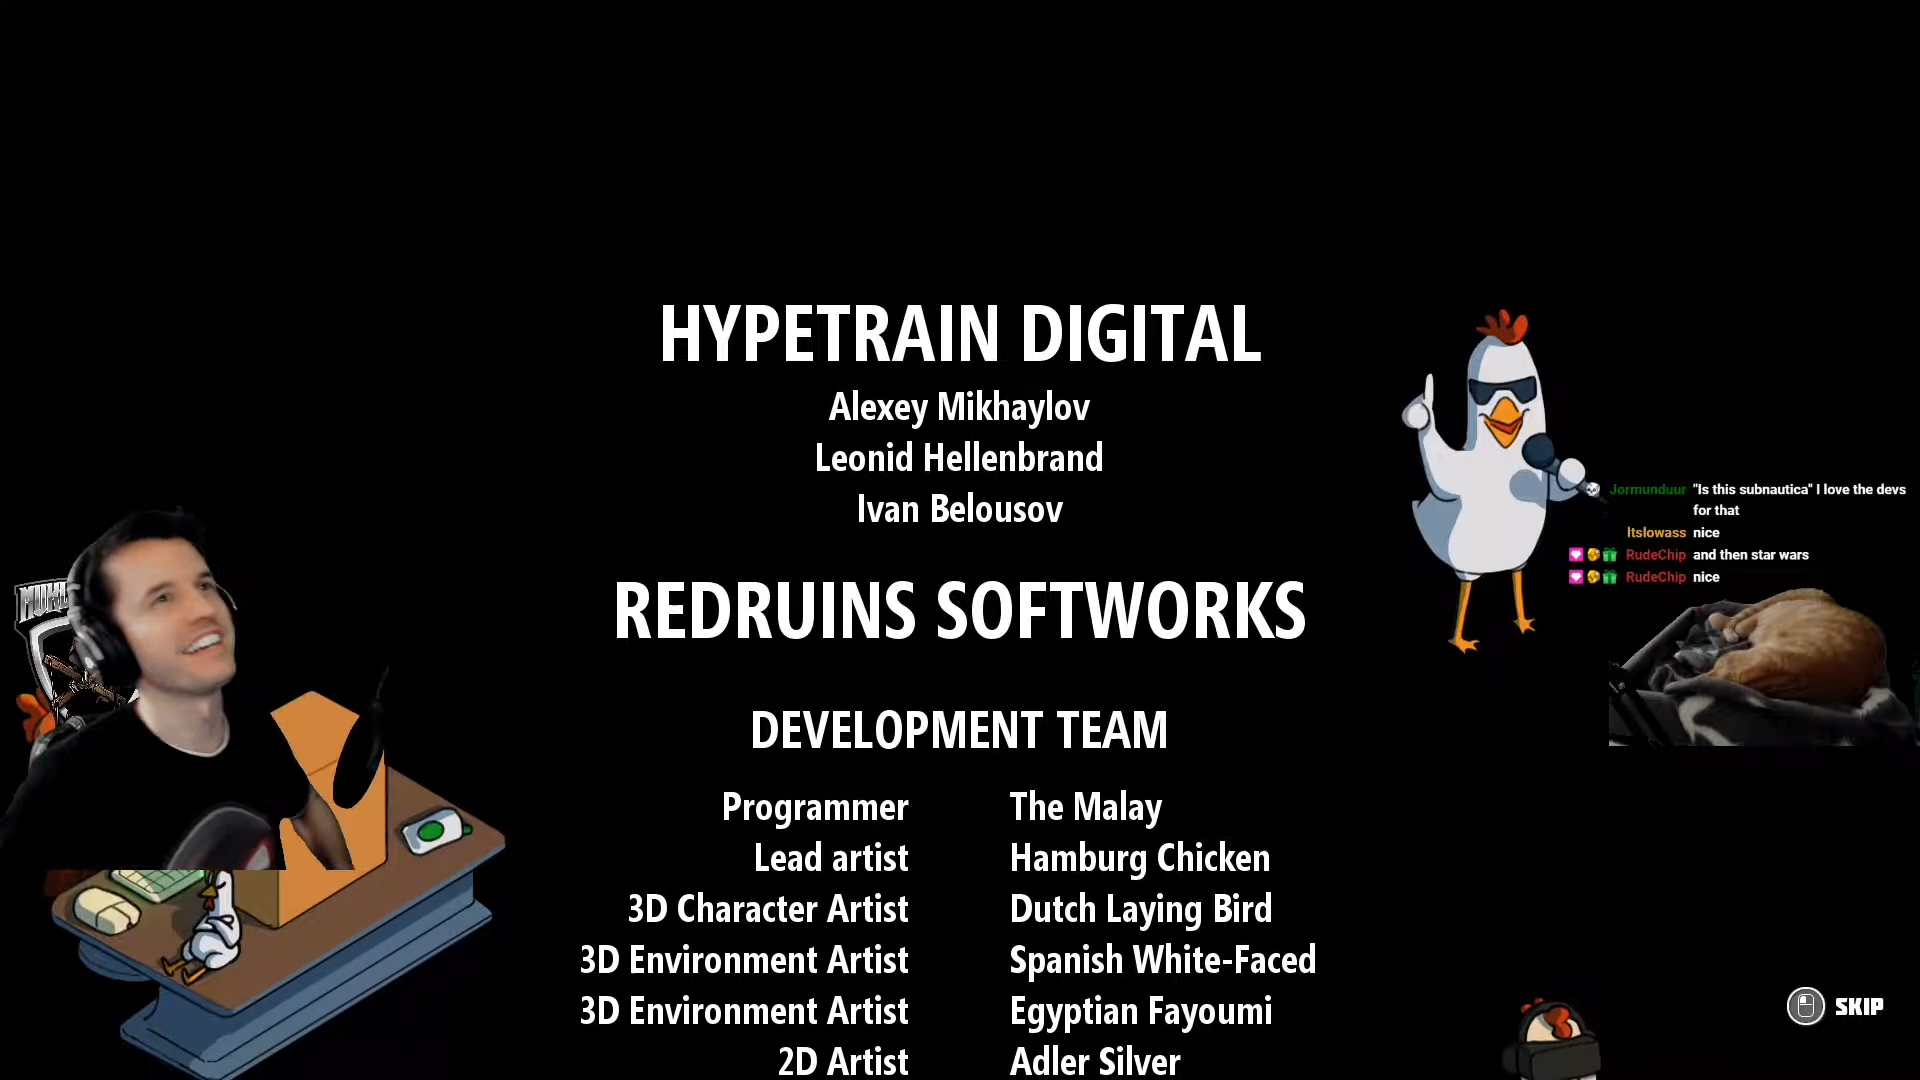 HYPETRAIN DIGITAL
Alexey Mikhaylov
Leonid Hellenbrand
Ivan Belousov
REDRUINS SOFTWORKS
DEVELOPMENT TEAM
Programmer The Malay
Lead artist Hamburg Chicken
3D Character Artist Dutch Laying Bird
3D Environment Artist Spanish White-Faced
3D Environment Artist Egyptian Fayoumi
2D Artist Adler Silver
Jormunduur "Is this subnautica" I love the devs
for that
Itslowass nice
RudeChip and then star wars
RudeChip nice
SKIP